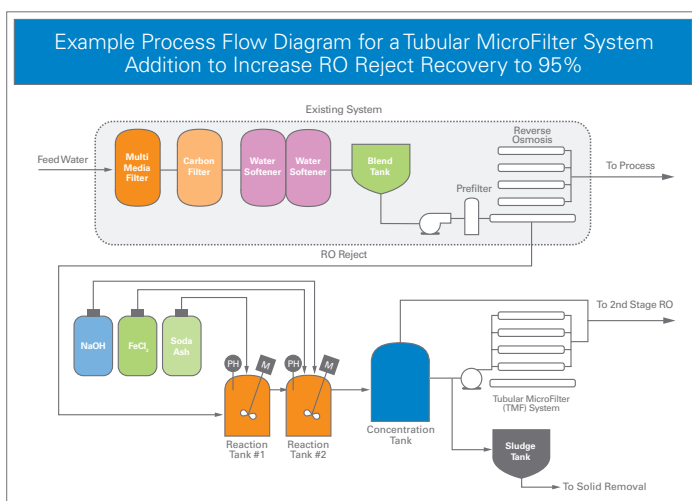 Example Process Flow Diagram for a Tubular MicroFilter System
Addition to Increase RO Reject Recovery to 95%
Existing System
Feed Water
Multi
Media
Filter
Carbon
Filter
Water
Softener
Water
Softener
Blend
Tank
Prefilter
Reverse
Osmosis
To Process
RO Reject
NaOH
FeCl₃
Soda
Ash
PH
M
PH
M
Reaction
Tank #1
Reaction
Tank #2
Concentration
Tank
To 2nd Stage RO
Tubular MicroFilter
(TMF) System
Sludge
Tank
To Solid Removal